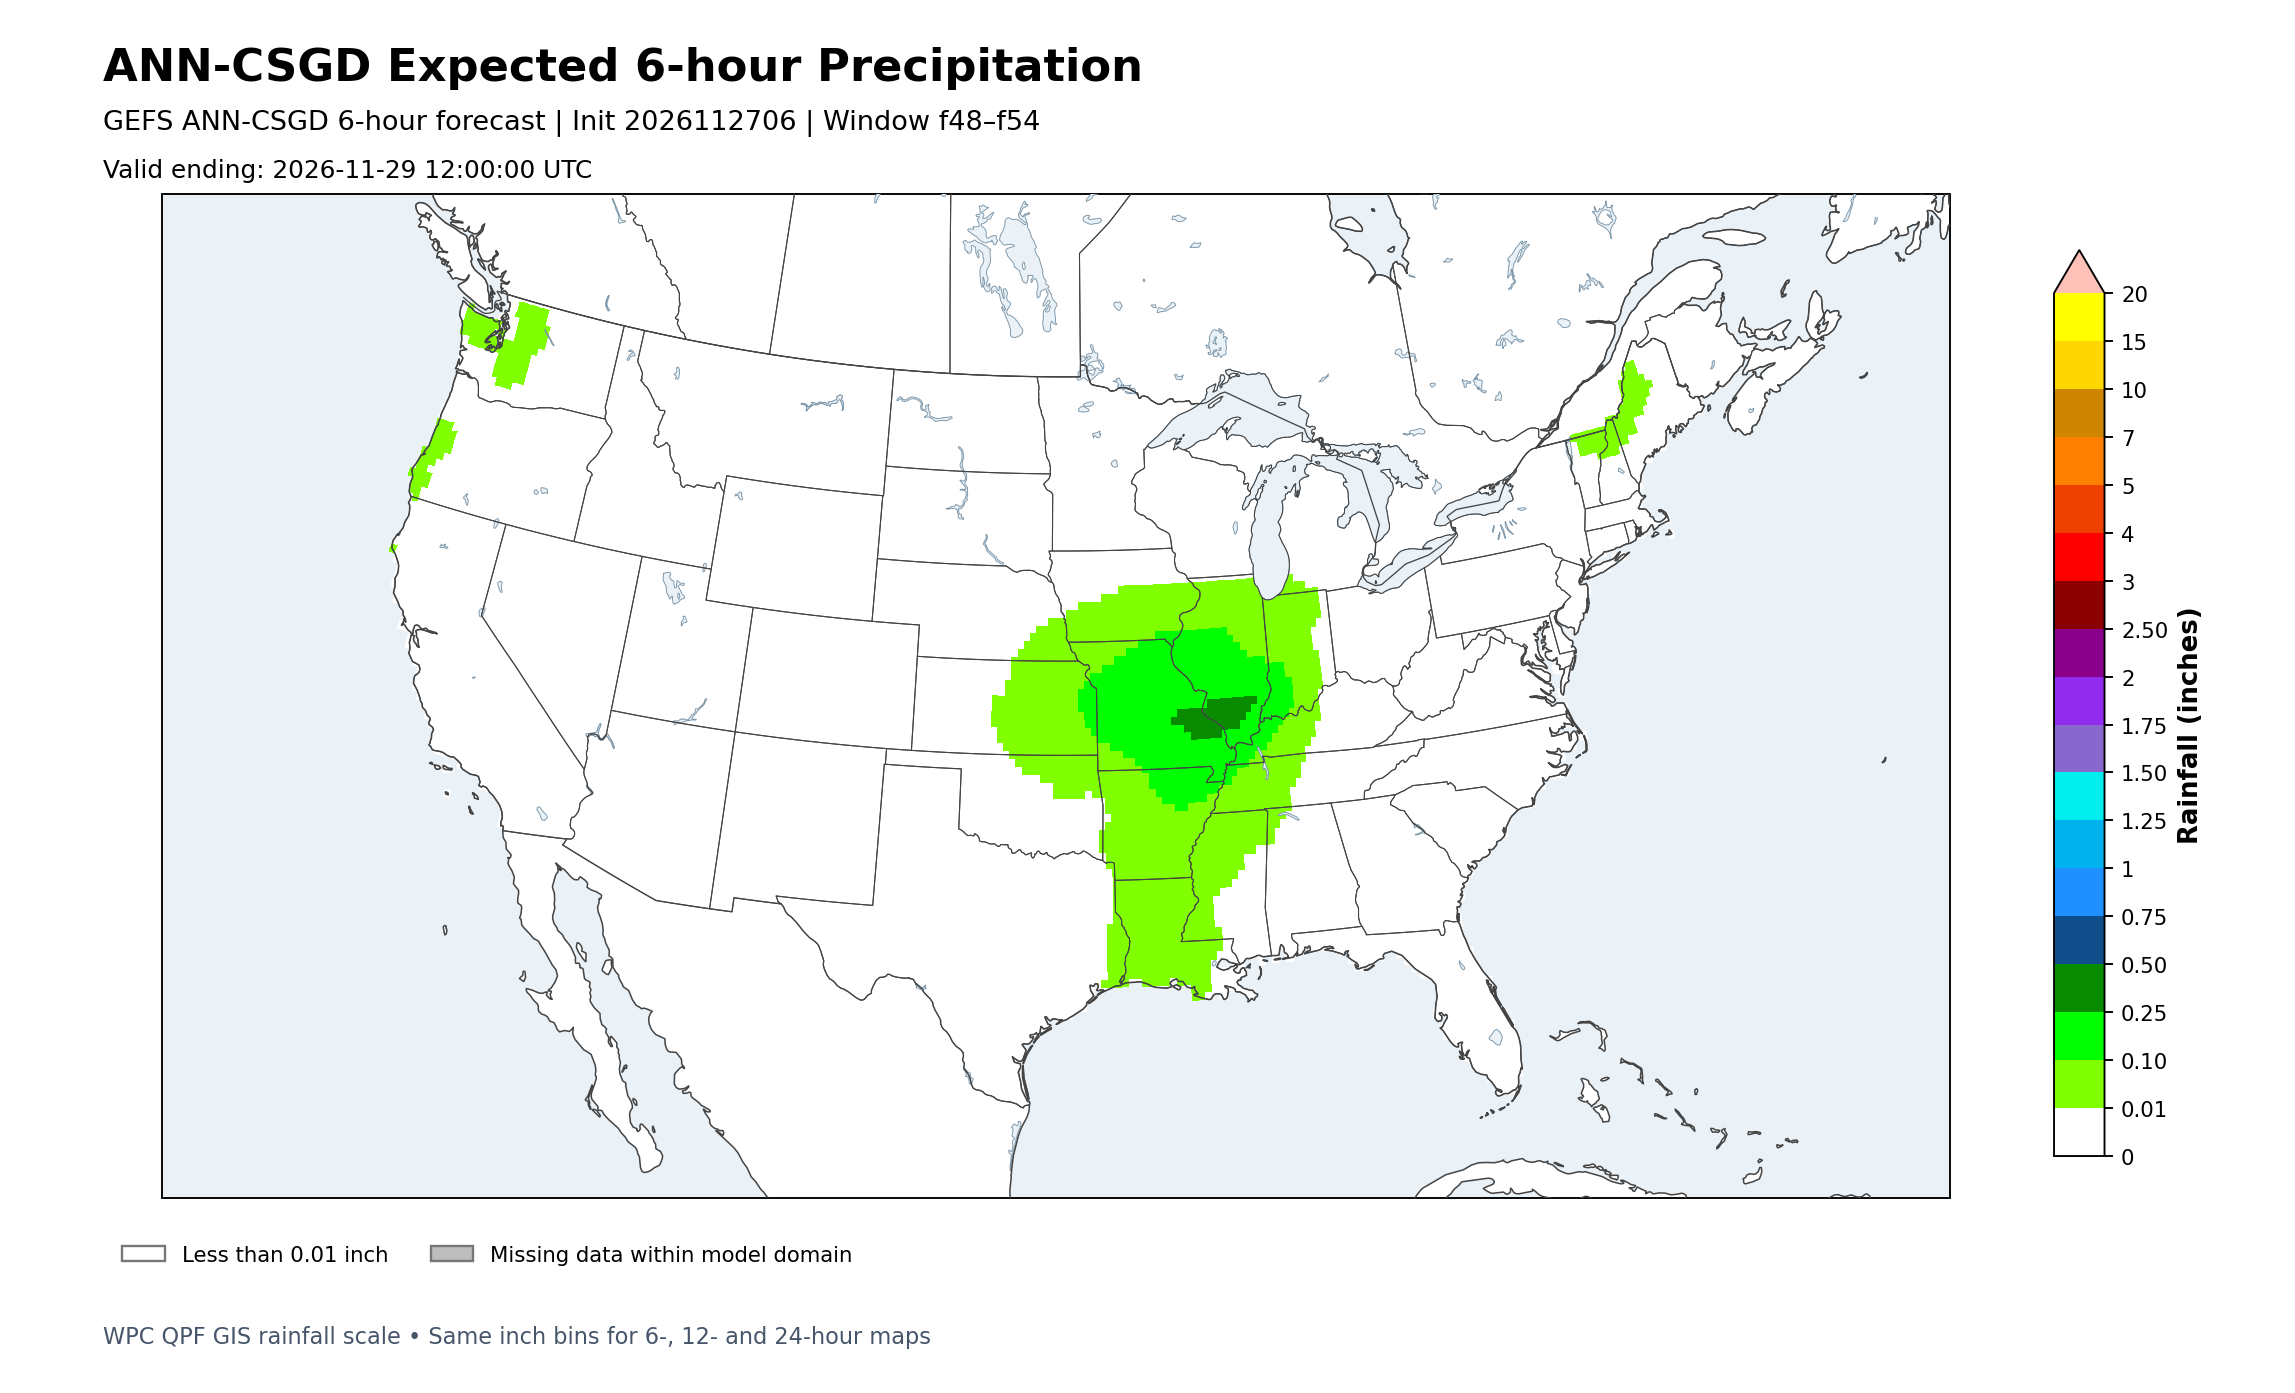 ANN-CSGD Expected 6-hour Precipitation
GEFS ANN-CSGD 6-hour forecast | Init 2026112706 | Window f48–f54
Valid ending: 2026-11-29 12:00:00 UTC
20
15
10
7
5
4
3
2.50
2
1.75
1.50
1.25
1
0.75
0.50
0.25
0.10
0.01
0
Rainfall (inches)
Less than 0.01 inch
Missing data within model domain
WPC QPF GIS rainfall scale • Same inch bins for 6-, 12- and 24-hour maps